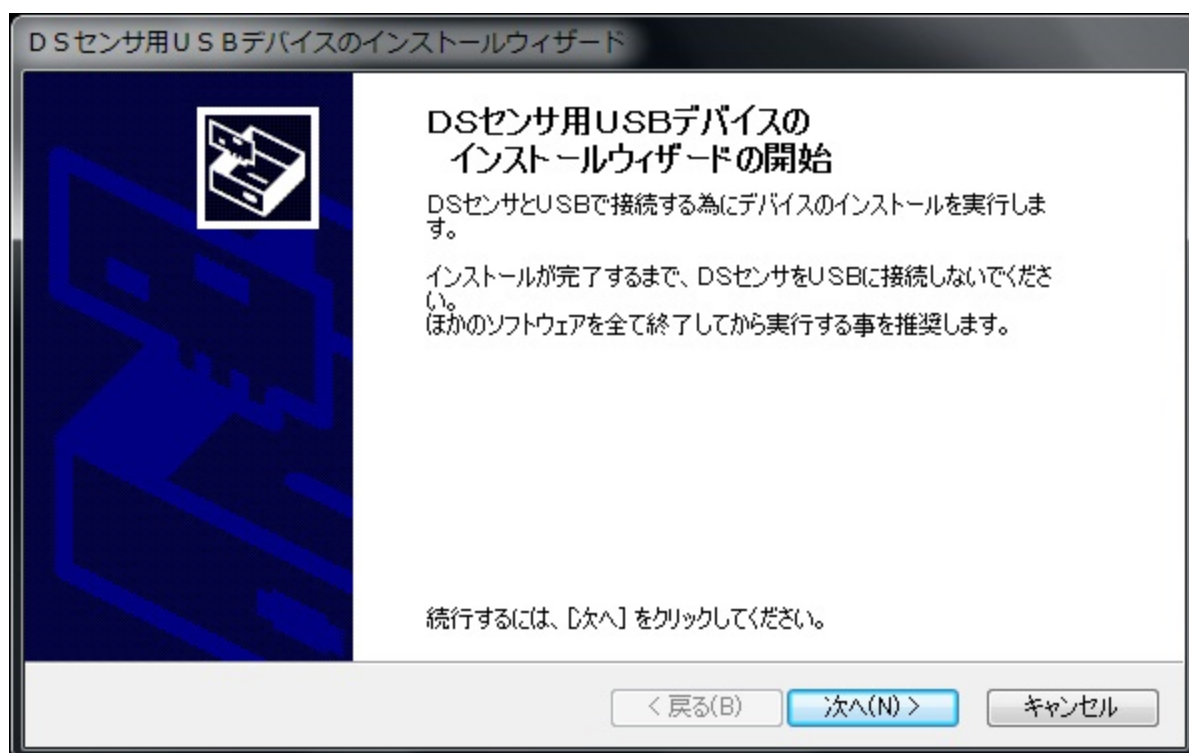 ＤＳセンサ用ＵＳＢデバイスのインストールウィザード
DSセンサ用USBデバイスの
インストールウィザードの開始
DSセンサとUSBで接続する為にデバイスのインストールを実行しま
す。
インストールが完了するまで、DSセンサをUSBに接続しないでくださ
い。
ほかのソフトウェアを全て終了してから実行する事を推奨します。
続行するには、[次へ] をクリックしてください。
< 戻る(B)
次へ(N) >
キャンセル